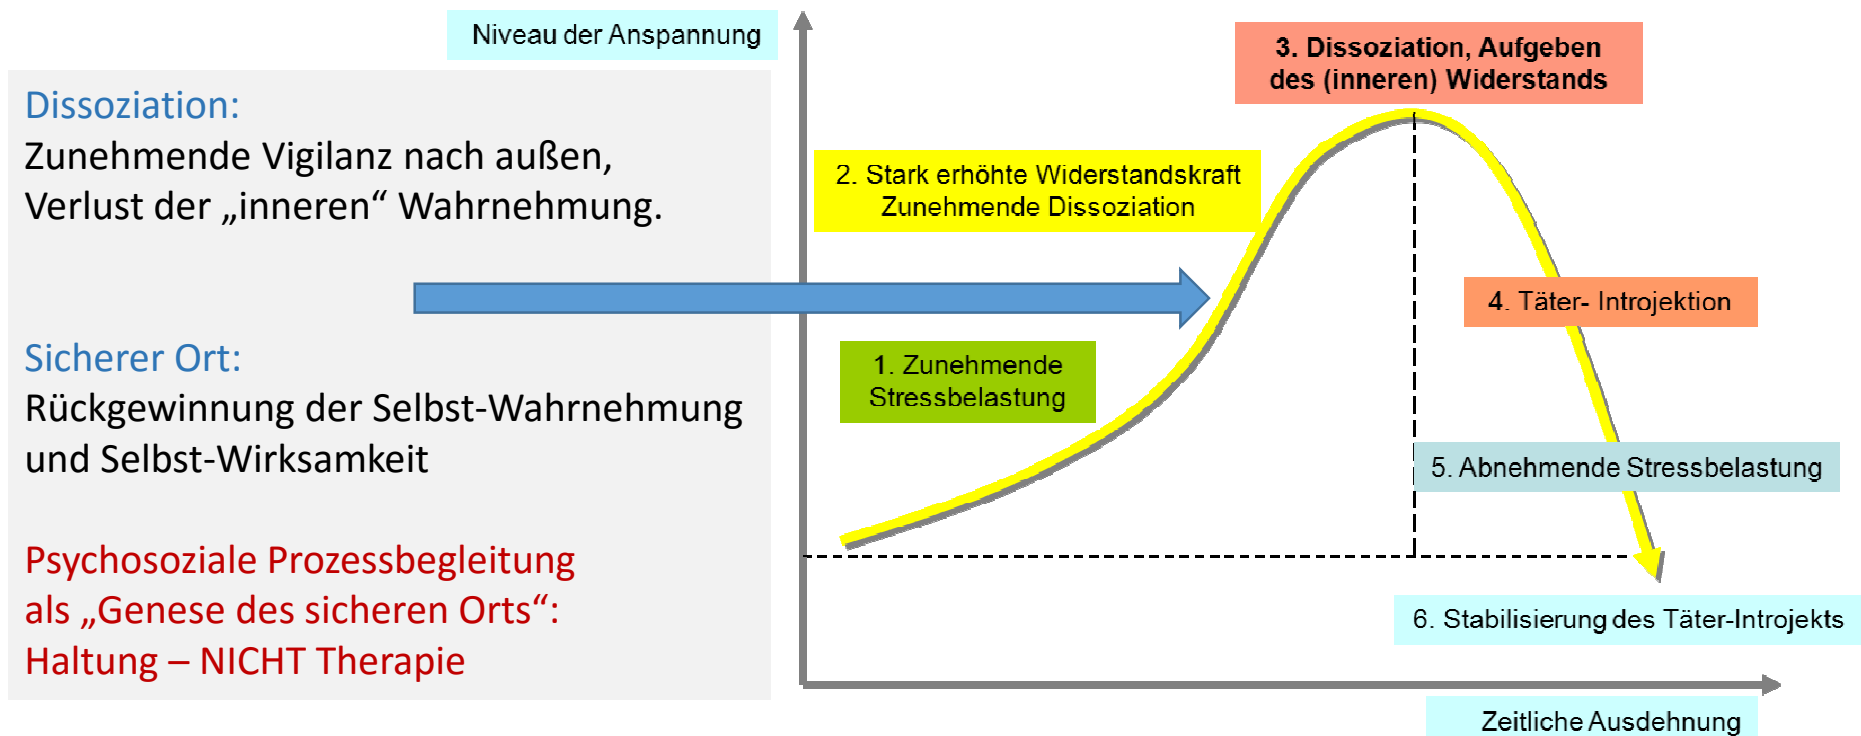 Niveau der Anspannung
Dissoziation:
Zunehmende Vigilanz nach außen,
Verlust der „inneren“ Wahrnehmung.
Sicherer Ort:
Rückgewinnung der Selbst-Wahrnehmung
und Selbst-Wirksamkeit
Psychosoziale Prozessbegleitung
als „Genese des sicheren Orts“:
Haltung – NICHT Therapie
1. Zunehmende
Stressbelastung
2. Stark erhöhte Widerstandskraft
Zunehmende Dissoziation
3. Dissoziation, Aufgeben
des (inneren) Widerstands
4. Täter- Introjektion
5. Abnehmende Stressbelastung
6. Stabilisierung des Täter-Introjekts
Zeitliche Ausdehnung